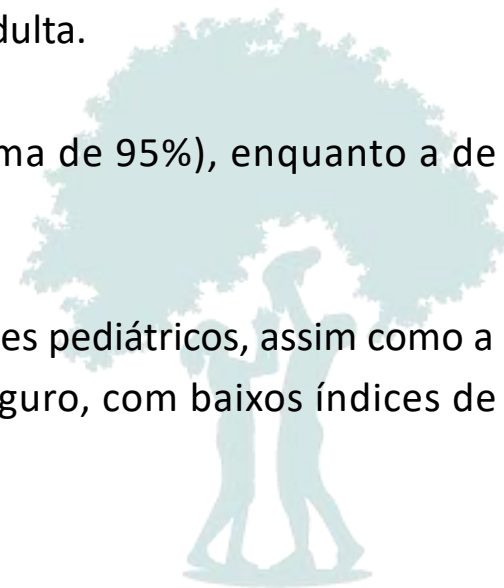 dulta.
ma de 95%), enquanto a de
es pediátricos, assim como a
guro, com baixos índices de